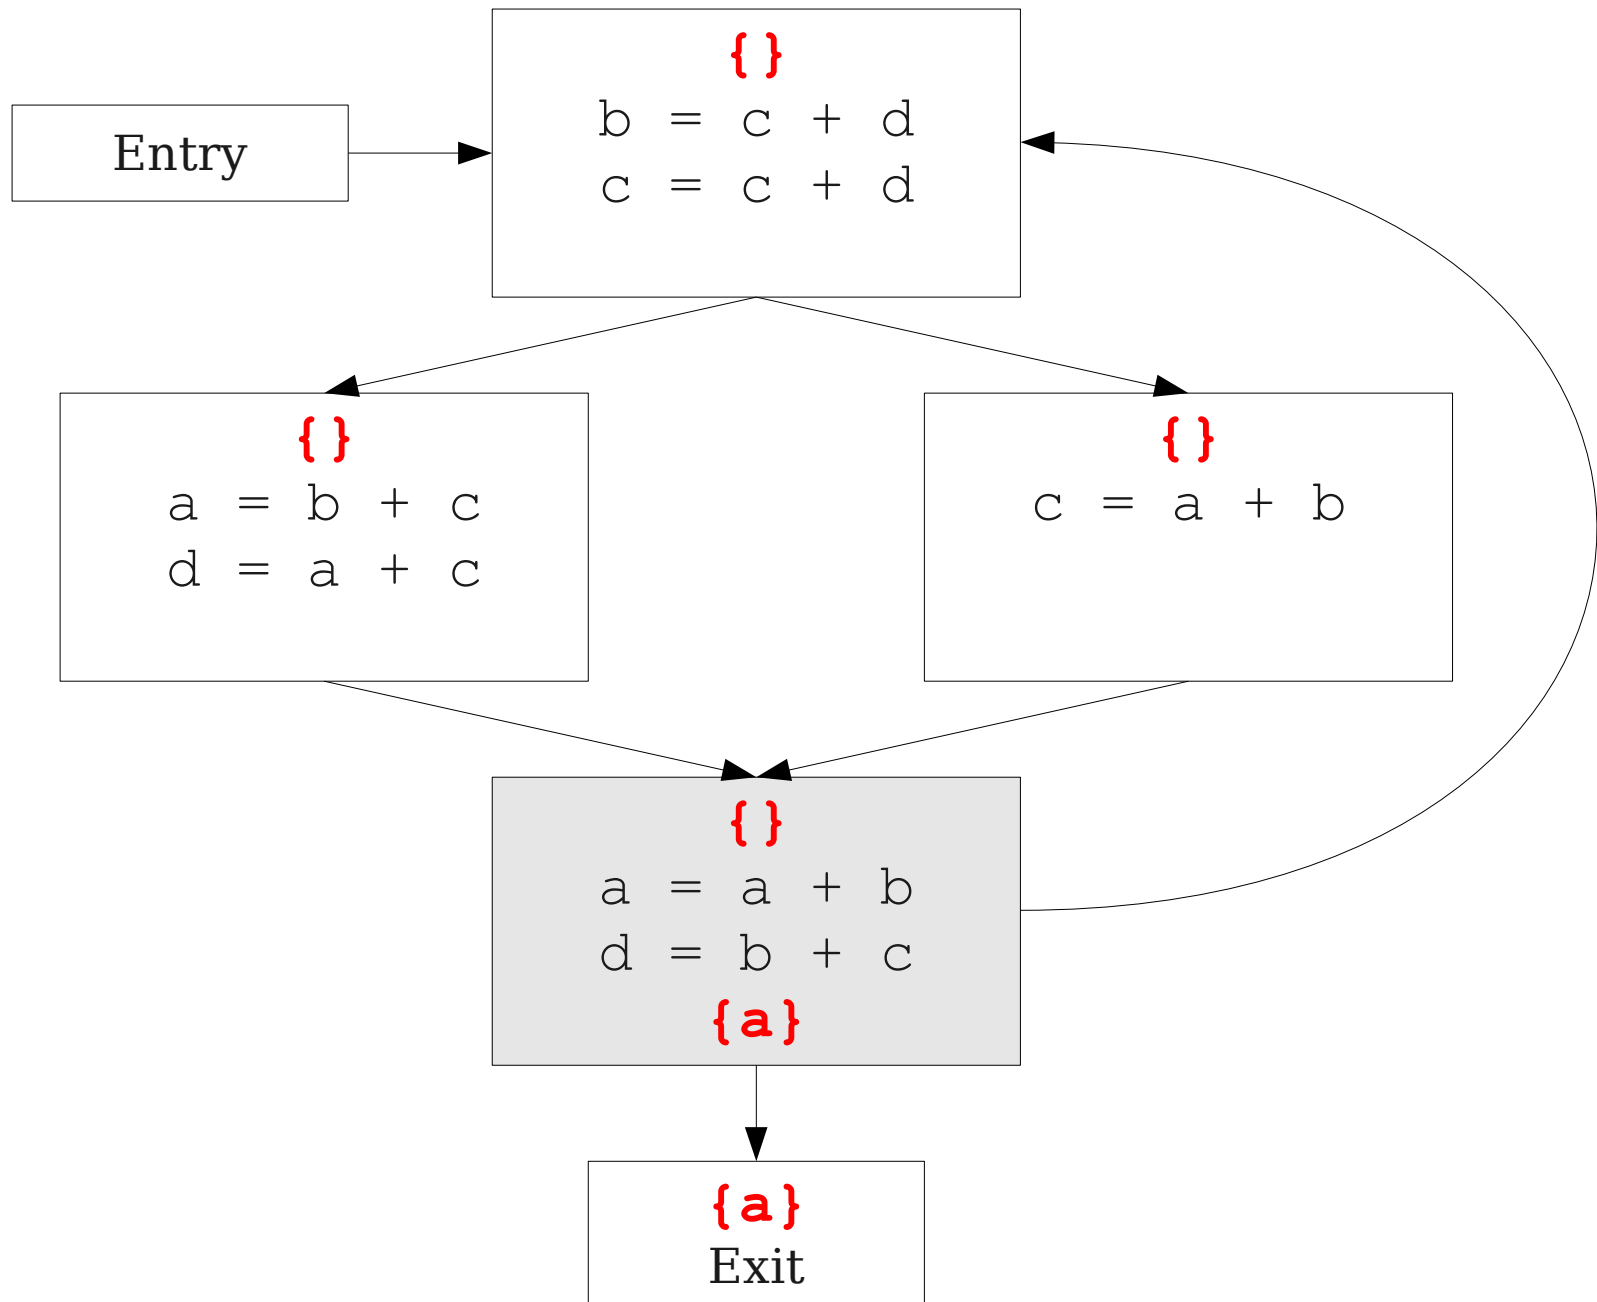 {}
b = c + d
c = c + d
Entry
{}
a = b + c
d = a + c
{}
c = a + b
{}
a = a + b
d = b + c
{a}
{a}
Exit